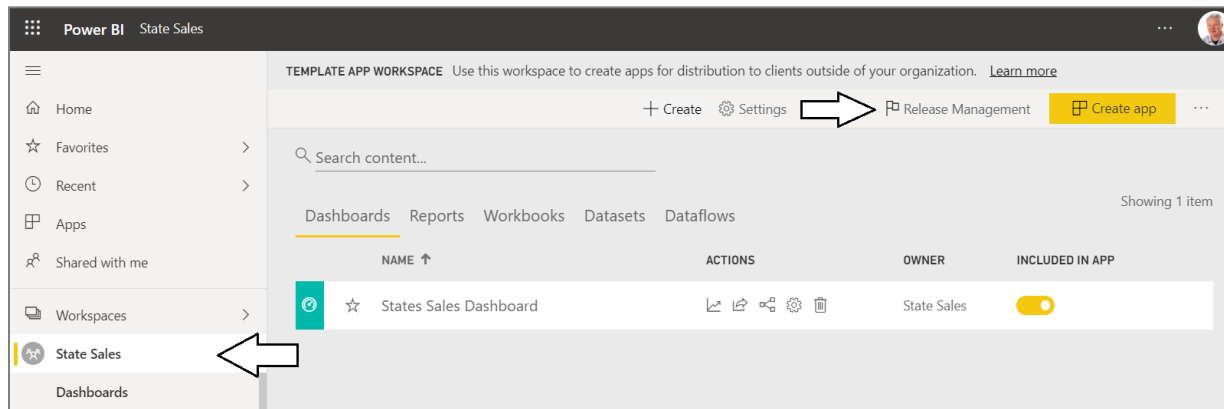 Power BI State Sales
TEMPLATE APP WORKSPACE Use this workspace to create apps for distribution to clients outside of your organization. Learn more
Home
Favorites
Recent
Apps
Shared with me
Workspaces
State Sales
Dashboards
Create Settings Release Management Create app
Search content...
Showing 1 item
Dashboards Reports Workbooks Datasets Dataflows
NAME ACTIONS OWNER INCLUDED IN APP
States Sales Dashboard State Sales